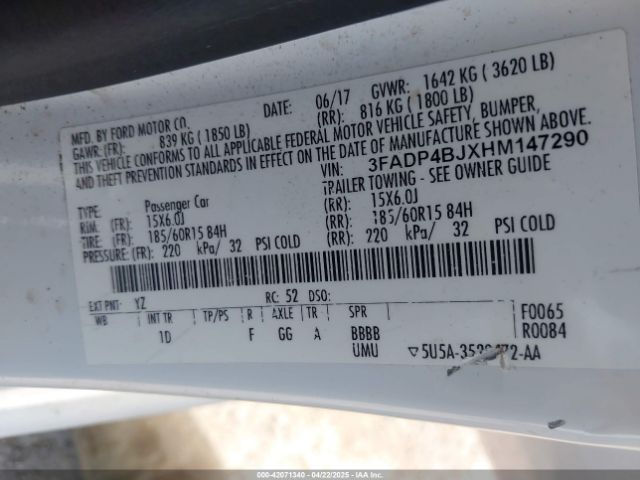 MFD. BY FORD MOTOR CO. DATE: 06/17 GVWR: 1642 KG ( 3620 LB)
GAWR: (FR): 839 KG ( 1850 LB) (RR): 816 KG ( 1800 LB)
THIS VEHICLE CONFORMS TO ALL APPLICABLE FEDERAL MOTOR VEHICLE SAFETY, BUMPER,
AND THEFT PREVENTION STANDARDS IN EFFECT ON THE DATE OF MANUFACTURE SHOWN ABOVE.
VIN: 3FADP4BJXHM147290
TYPE: Passenger Car TRAILER TOWING - SEE OWNER GUIDE
RIM: (FR): 15X6.0J (RR): 15X6.0J
TIRE: (FR): 185/60R15 84H (RR): 185/60R15 84H
PRESSURE: (FR): 220 kPa/ 32 PSI COLD (RR): 220 kPa/ 32 PSI COLD
EXT PNT: YZ RC: 52 DSO:
WB INT TR TP/PS R AXLE TR SPR F0065
1D F GG A BBBB R0084
UMU ▽5U5A-
000-42071340 - 04/22/2025 - IAAI, Inc.